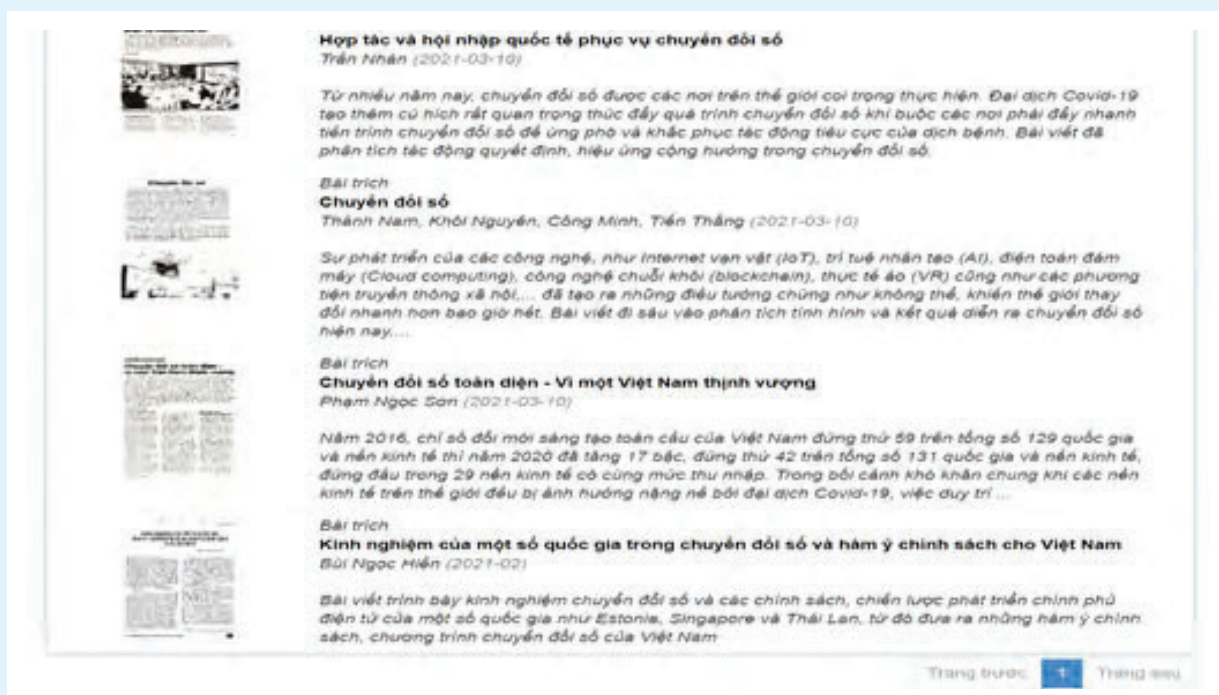 Hợp tác và hội nhập quốc tế phục vụ chuyển đổi số
Trần Nhàn (2021-03-10)
Từ nhiều năm nay, chuyển đổi số được các nơi trên thế giới coi trọng thực hiện. Đại dịch Covid-19
tạo thêm cú hích rất quan trọng thúc đẩy quá trình chuyển đổi số khi buộc các nơi phải đẩy nhanh
tiến trình chuyển đổi số để ứng phó và khắc phục tác động tiêu cực của dịch bệnh. Bài viết đã
phân tích tác động quyết định, hiệu ứng cộng hưởng trong chuyển đổi số.
Bài trích
Chuyển đổi số
Thành Nam, Khôi Nguyên, Công Minh, Tiến Thắng (2021-03-10)
Sự phát triển của các công nghệ, như internet vạn vật (IoT), trí tuệ nhân tạo (AI), điện toán đám
mây (Cloud computing), công nghệ chuỗi khối (blockchain), thực tế ảo (VR) cũng như các phương
tiện truyền thông xã hội,... đã tạo ra những điều tưởng chừng như không thể, khiến thế giới thay
đổi nhanh hơn bao giờ hết. Bài viết đi sâu vào phân tích tình hình và kết quả diễn ra chuyển đổi số
hiện nay....
Bài trích
Chuyển đổi số toàn diện - Vì một Việt Nam thịnh vượng
Phạm Ngọc Sơn (2021-03-10)
Năm 2016, chỉ số đổi mới sáng tạo toàn cầu của Việt Nam đứng thứ 59 trên tổng số 129 quốc gia
và nền kinh tế thì năm 2020 đã tăng 17 bậc, đứng thứ 42 trên tổng số 131 quốc gia và nền kinh tế,
đứng đầu trong 29 nền kinh tế có cùng mức thu nhập. Trong bối cảnh khó khăn chung khi các nền
kinh tế trên thế giới đều bị ảnh hưởng nặng nề bởi đại dịch Covid-19, việc duy trì ...
Bài trích
Kinh nghiệm của một số quốc gia trong chuyển đổi số và hàm ý chính sách cho Việt Nam
Bùi Ngọc Hiền (2021-02)
Bài viết trình bày kinh nghiệm chuyển đổi số và các chính sách, chiến lược phát triển chính phủ
điện tử của một số quốc gia như Estonia, Singapore và Thái Lan, từ đó đưa ra những hàm ý chính
sách, chương trình chuyển đổi số của Việt Nam
Trang trước 1 Trang sau